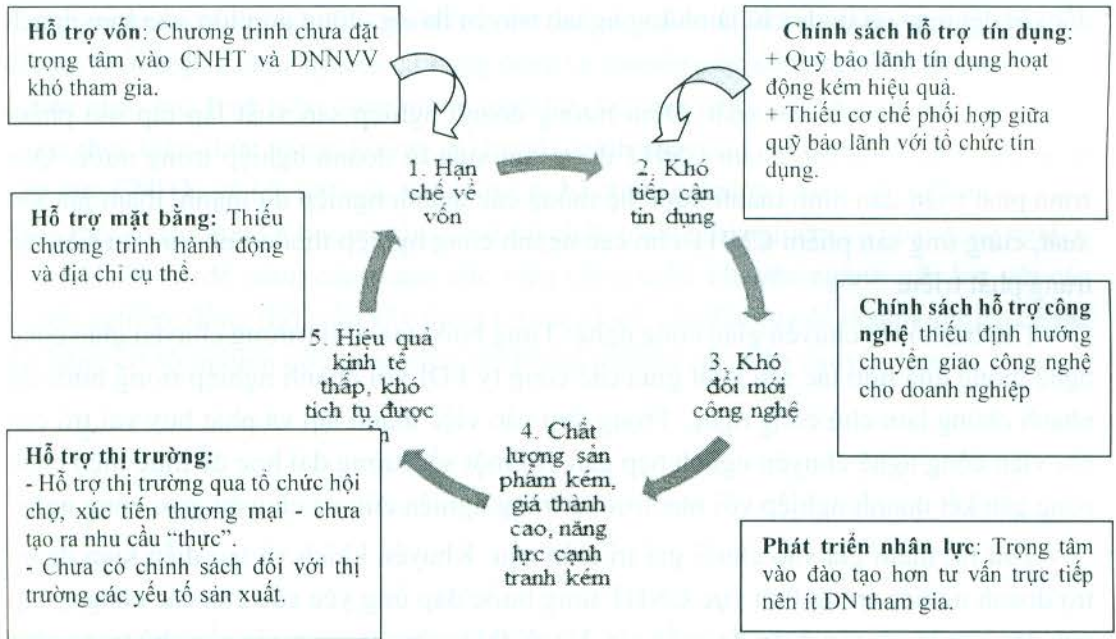 Hỗ trợ vốn: Chương trình chưa đặt
trọng tâm vào CNHT và DNNVV
khó tham gia.
Chính sách hỗ trợ tín dụng:
+ Quỹ bảo lãnh tín dụng hoạt
động kém hiệu quả.
+ Thiếu cơ chế phối hợp giữa
quỹ bảo lãnh với tổ chức tín
dụng.
1. Hạn
chế về
vốn
2. Khó
tiếp cận
tín dụng
Hỗ trợ mặt bằng: Thiếu
chương trình hành động
và địa chỉ cụ thể.
Chính sách hỗ trợ công
nghệ thiếu định hướng
chuyển giao công nghệ
cho doanh nghiệp
3. Khó
đổi mới
công nghệ
5. Hiệu quả
kinh tế
thấp, khó
tích tụ được
4. Chất
lượng sản
phẩm kém,
giá thành
cao, năng
lực cạnh
tranh kém
Hỗ trợ thị trường:
- Hỗ trợ thị trường qua tổ chức hội
chợ, xúc tiến thương mại - chưa
tạo ra nhu cầu “thực”.
- Chưa có chính sách đối với thị
trường các yếu tố sản xuất.
Phát triển nhân lực: Trọng tâm
vào đào tạo hơn tư vấn trực tiếp
nên ít DN tham gia.